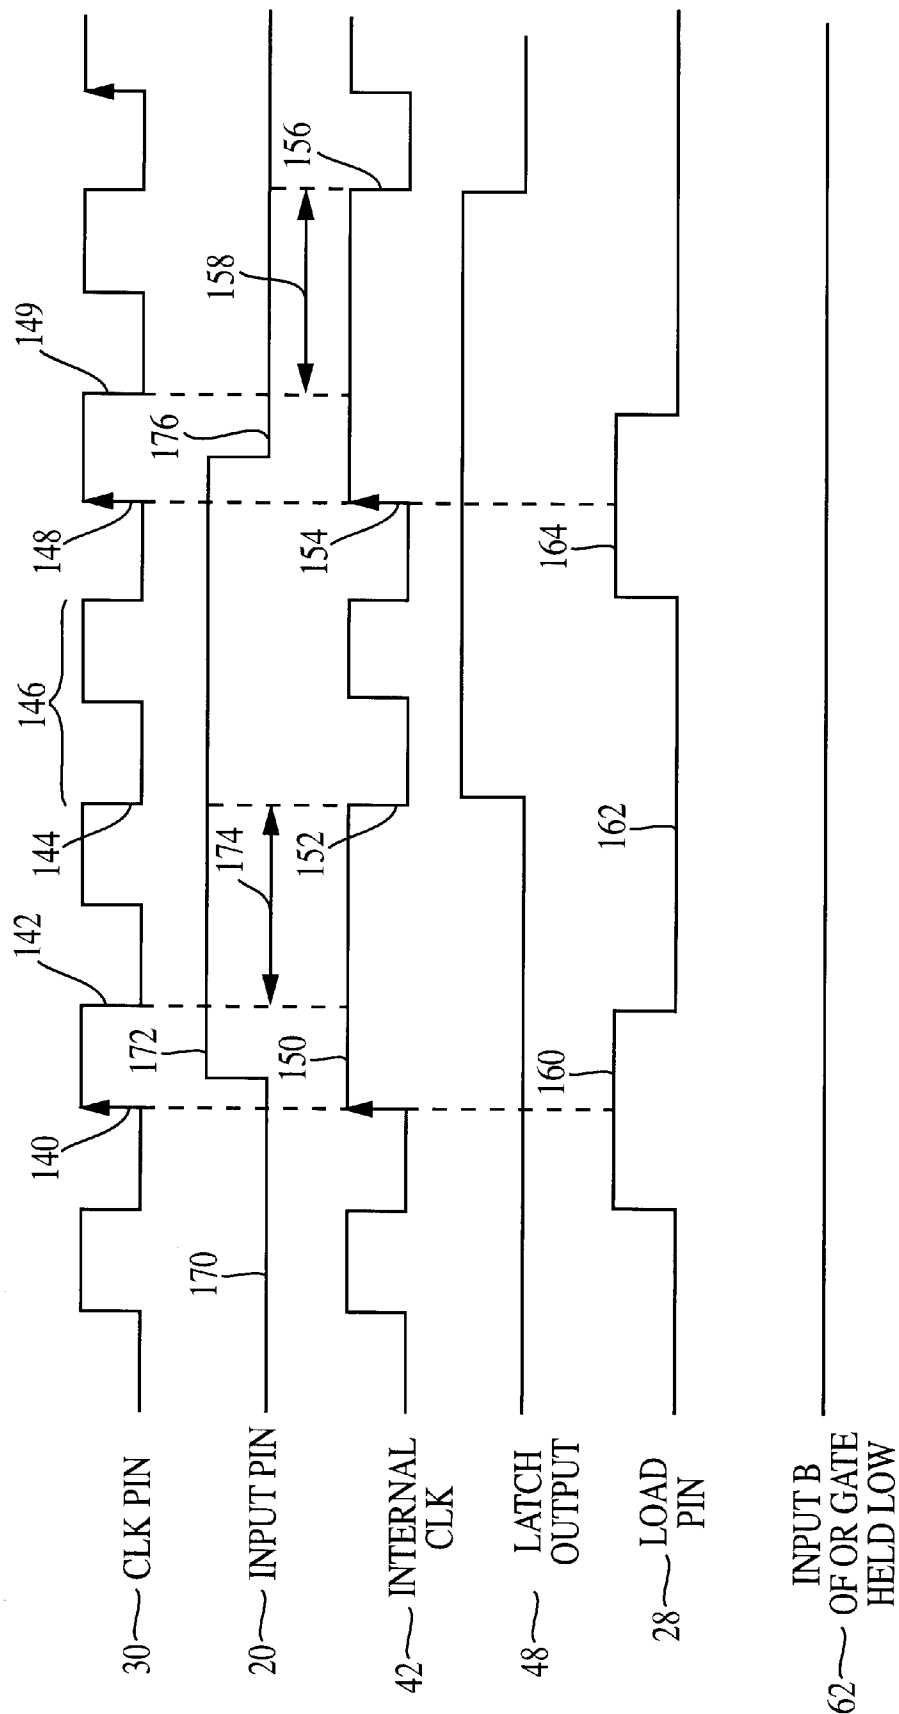 140
142
144
146
148
149
30 CLK PIN
170
172
176
20 INPUT PIN
174
158
150
152
154
156
42 INTERNAL
CLK
48 LATCH
OUTPUT
160
162
164
28 LOAD
PIN
INPUT B
62 OF OR GATE
HELD LOW